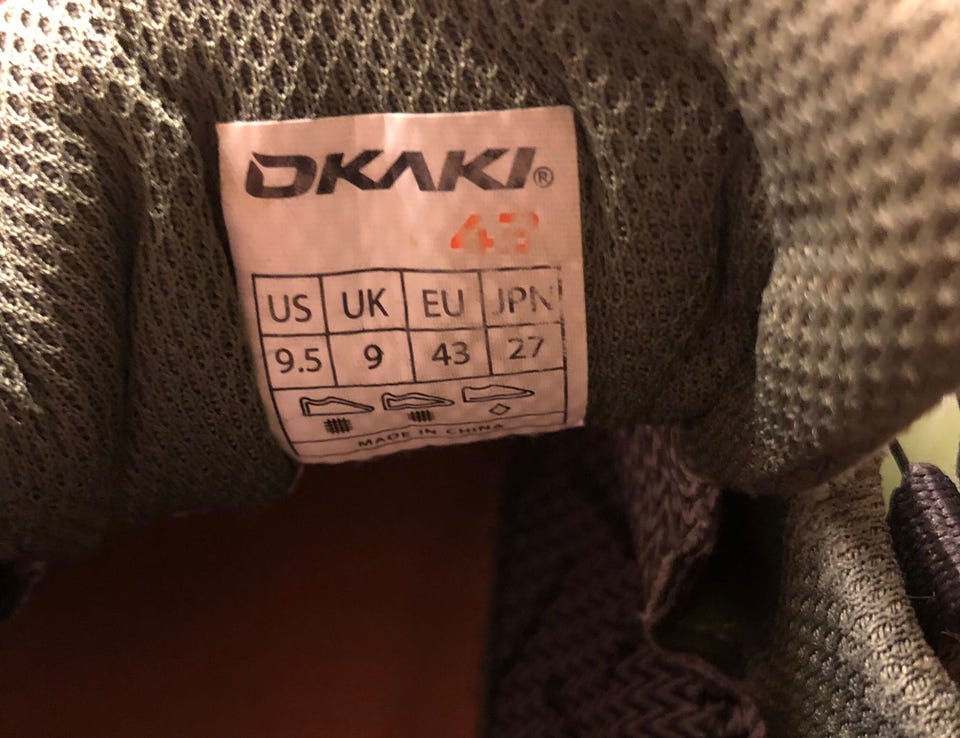 OKAKI®
43
US UK EU JPN
9.5 9 43 27
MADE IN CHINA